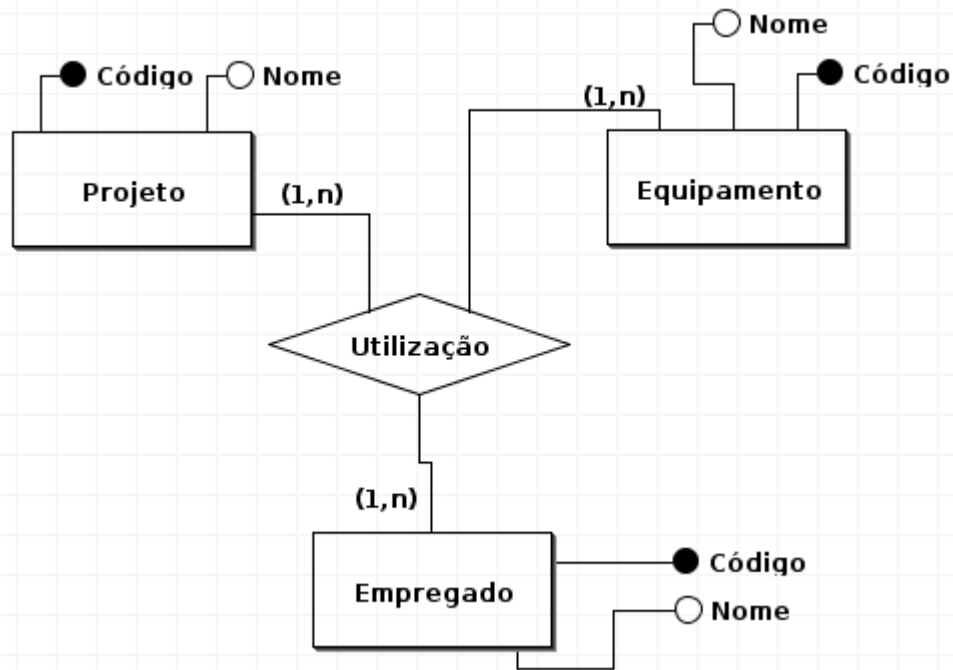 Nome
Código
Nome
Código
(1,n)
Projeto
(1,n)
Equipamento
Utilização
(1,n)
Empregado
Código
Nome